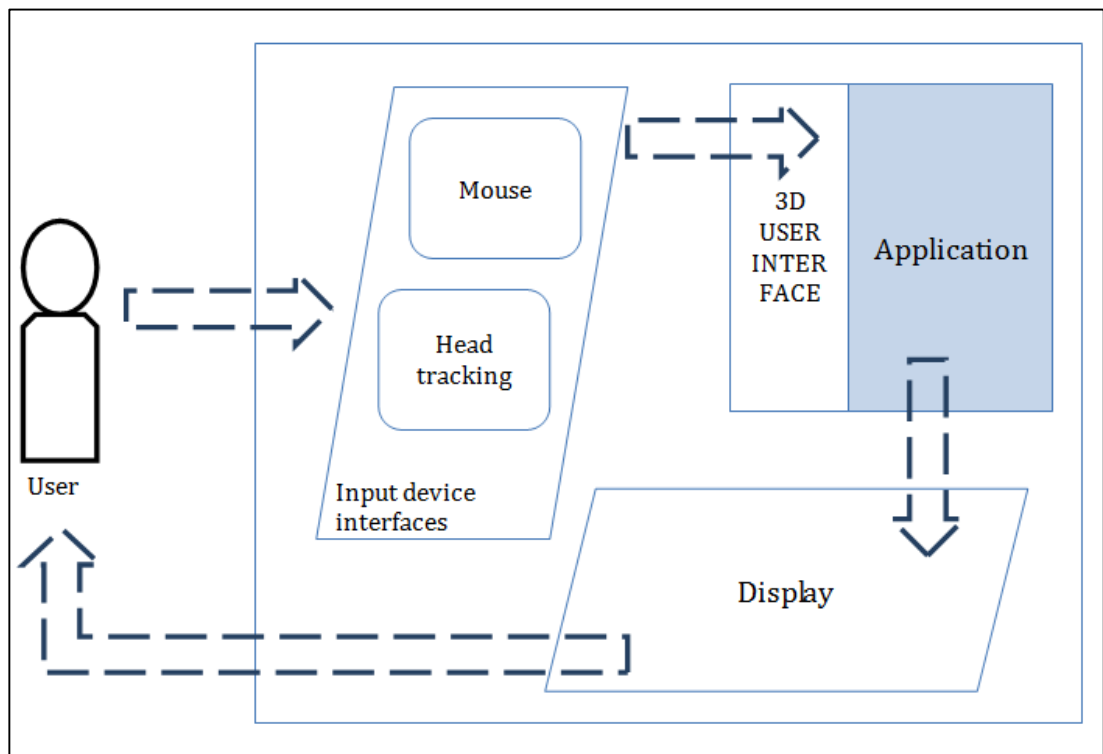 Mouse
Head
tracking
Input device
interfaces
3D
USER
INTER
FACE
Application
User
Display